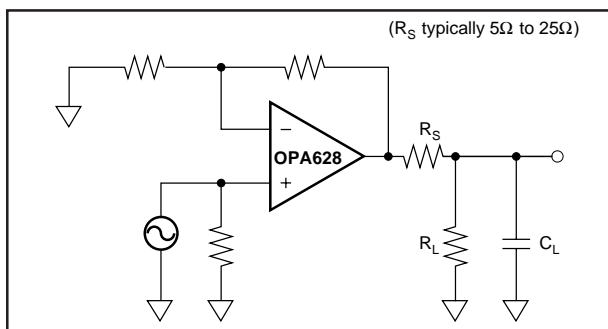 (R_S typically 5Ω to 25Ω)
−
OPA628
+
R_S
R_L
C_L